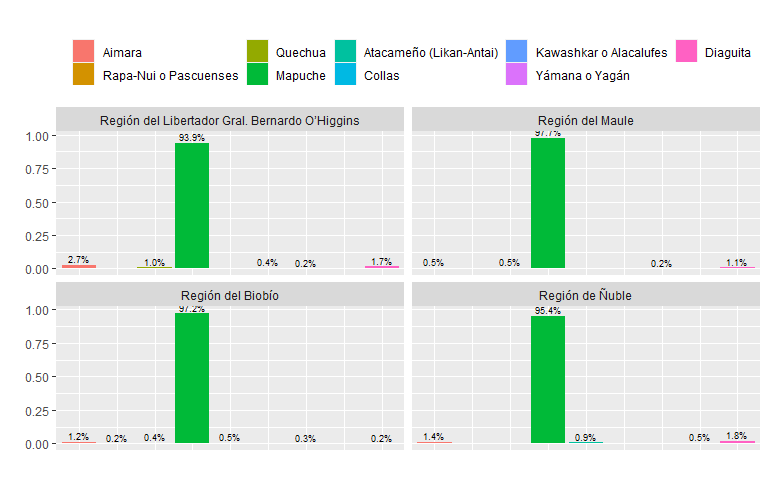 Aimara Quechua Atacameño (Likan-Antai) Kawashkar o Alacalufes Diaguita
Rapa-Nui o Pascuenses Mapuche Collas Yámana o Yagán
Región del Libertador Gral. Bernardo O'Higgins Región del Maule
1.00
0.75
0.50
0.25
0.00
2.7% 1.0% 93.9% 0.4% 0.2% 1.7%
0.5% 0.5% 97.7% 0.2% 1.1%
Región del Biobío Región de Ñuble
1.00
0.75
0.50
0.25
0.00
1.2% 0.2% 0.4% 97.2% 0.5% 0.3% 0.2%
1.4% 95.4% 0.9% 0.5% 1.8%